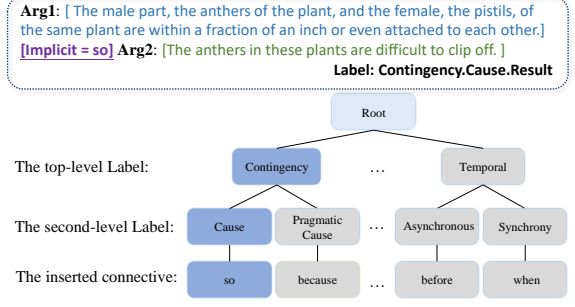 Arg1: [ The male part, the anthers of the plant, and the female, the pistils, of
the same plant are within a fraction of an inch or even attached to each other.]
[Implicit = so] Arg2: [The anthers in these plants are difficult to clip off. ]
Label: Contingency.Cause.Result
Root
The top-level Label: Contingency ... Temporal
The second-level Label: Cause Pragmatic Cause ... Asynchronous Synchrony
The inserted connective: so because ... before when